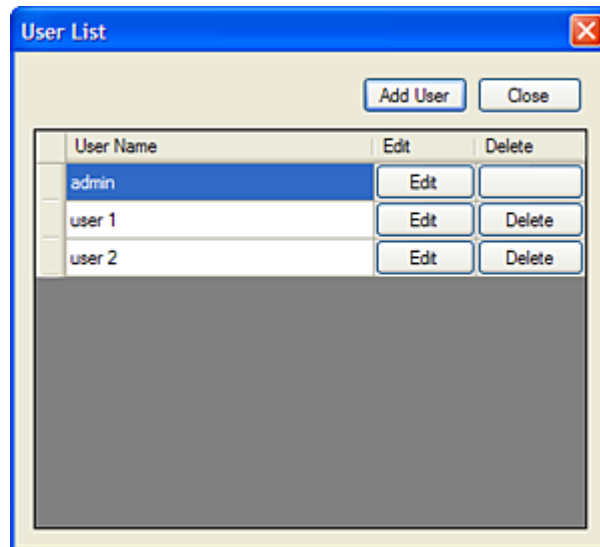 User List
Add User Close
User Name Edit Delete
admin Edit
user 1 Edit Delete
user 2 Edit Delete